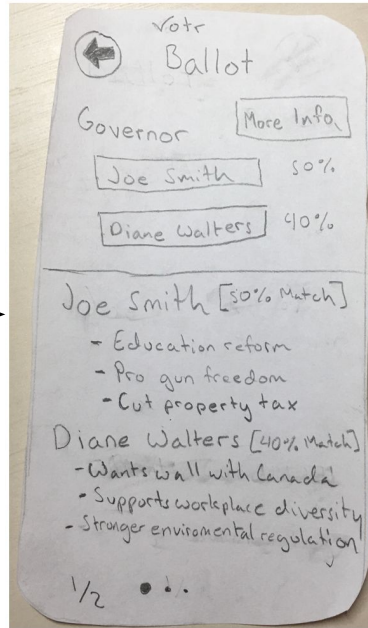 Votr
Ballot
Governor
More Info
Joe Smith 50%
Diane Walters 40%
Joe Smith [50% Match]
- Education reform
- Pro gun freedom
- Cut property tax
Diane Walters [40% Match]
- Wants wall with Canada
- Supports workplace diversity
- Stronger enviromental regulation
1/2